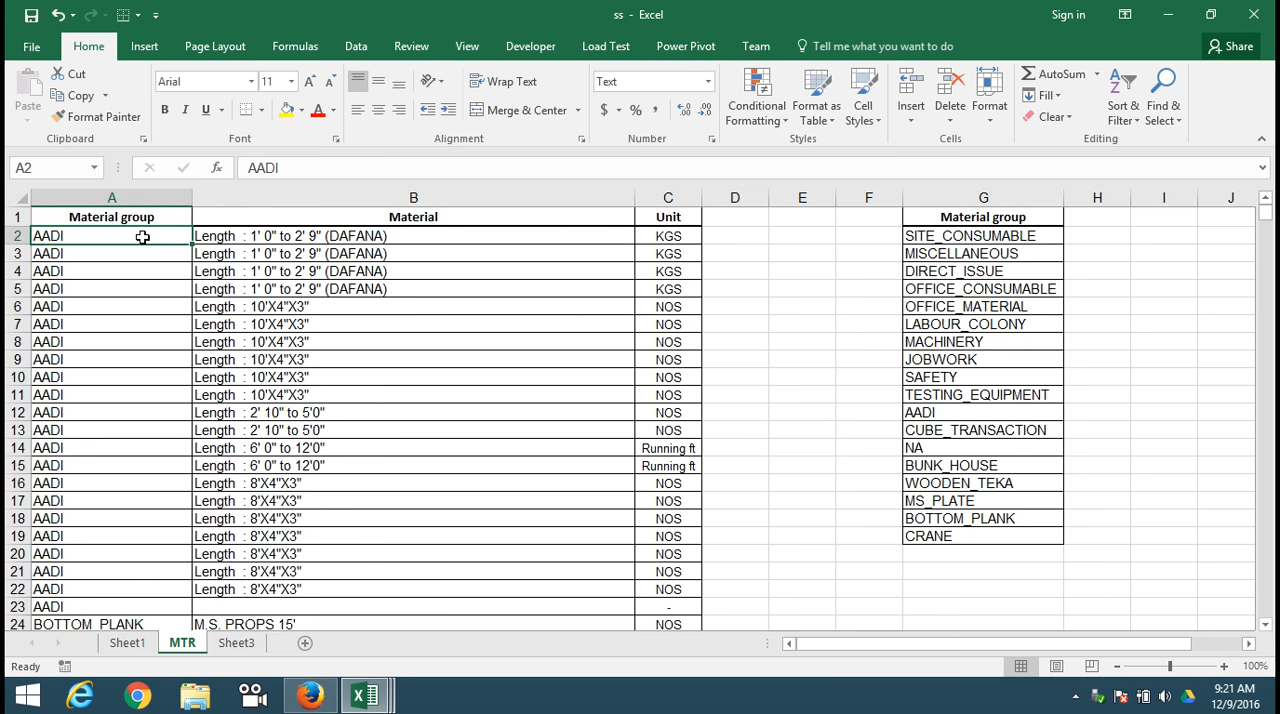 ss - Excel
Sign in
File Home Insert Page Layout Formulas Data Review View Developer Load Test Power Pivot Team Tell me what you want to do Share
Paste
Cut
Copy
Format Painter
Clipboard
Arial 11
B I U A
Font
Wrap Text
Merge & Center
Alignment
Text
$ % ,
Number
Conditional Formatting
Format as Table
Cell Styles
Styles
Insert Delete Format
Cells
AutoSum
Fill
Clear
Sort & Filter
Find & Select
Editing
A2 fx AADI
A B C D E F G H I J
1 Material group Material Unit Material group
2 AADI Length : 1' 0" to 2' 9" (DAFANA) KGS SITE_CONSUMABLE
3 AADI Length : 1' 0" to 2' 9" (DAFANA) KGS MISCELLANEOUS
4 AADI Length : 1' 0" to 2' 9" (DAFANA) KGS DIRECT_ISSUE
5 AADI Length : 1' 0" to 2' 9" (DAFANA) KGS OFFICE_CONSUMABLE
6 AADI Length : 10'X4"X3" NOS OFFICE_MATERIAL
7 AADI Length : 10'X4"X3" NOS LABOUR_COLONY
8 AADI Length : 10'X4"X3" NOS MACHINERY
9 AADI Length : 10'X4"X3" NOS JOBWORK
10 AADI Length : 10'X4"X3" NOS SAFETY
11 AADI Length : 10'X4"X3" NOS TESTING_EQUIPMENT
12 AADI Length : 2' 10" to 5'0" NOS AADI
13 AADI Length : 2' 10" to 5'0" NOS CUBE_TRANSACTION
14 AADI Length : 6' 0" to 12'0" Running ft NA
15 AADI Length : 6' 0" to 12'0" Running ft BUNK_HOUSE
16 AADI Length : 8'X4"X3" NOS WOODEN_TEKA
17 AADI Length : 8'X4"X3" NOS MS_PLATE
18 AADI Length : 8'X4"X3" NOS BOTTOM_PLANK
19 AADI Length : 8'X4"X3" NOS CRANE
20 AADI Length : 8'X4"X3" NOS
21 AADI Length : 8'X4"X3" NOS
22 AADI Length : 8'X4"X3" NOS
23 AADI -
24 BOTTOM_PLANK M.S. PROPS 15' NOS
Sheet1 MTR Sheet3
Ready 100%
9:21 AM
12/9/2016